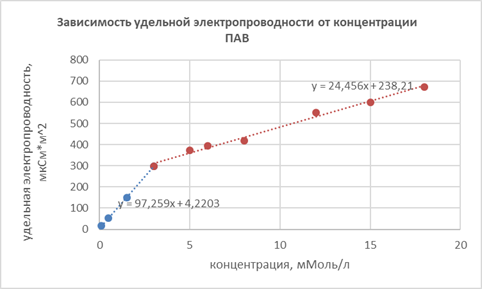 Зависимость удельной электропроводности от концентрации
ПАВ
удельная электропроводность,
мкСм*м^2
800
700
600
500
400
300
200
100
0
y = 24,456x + 238,21
y = 97,259x + 4,2203
0
5
10
15
20
концентрация, мМоль/л